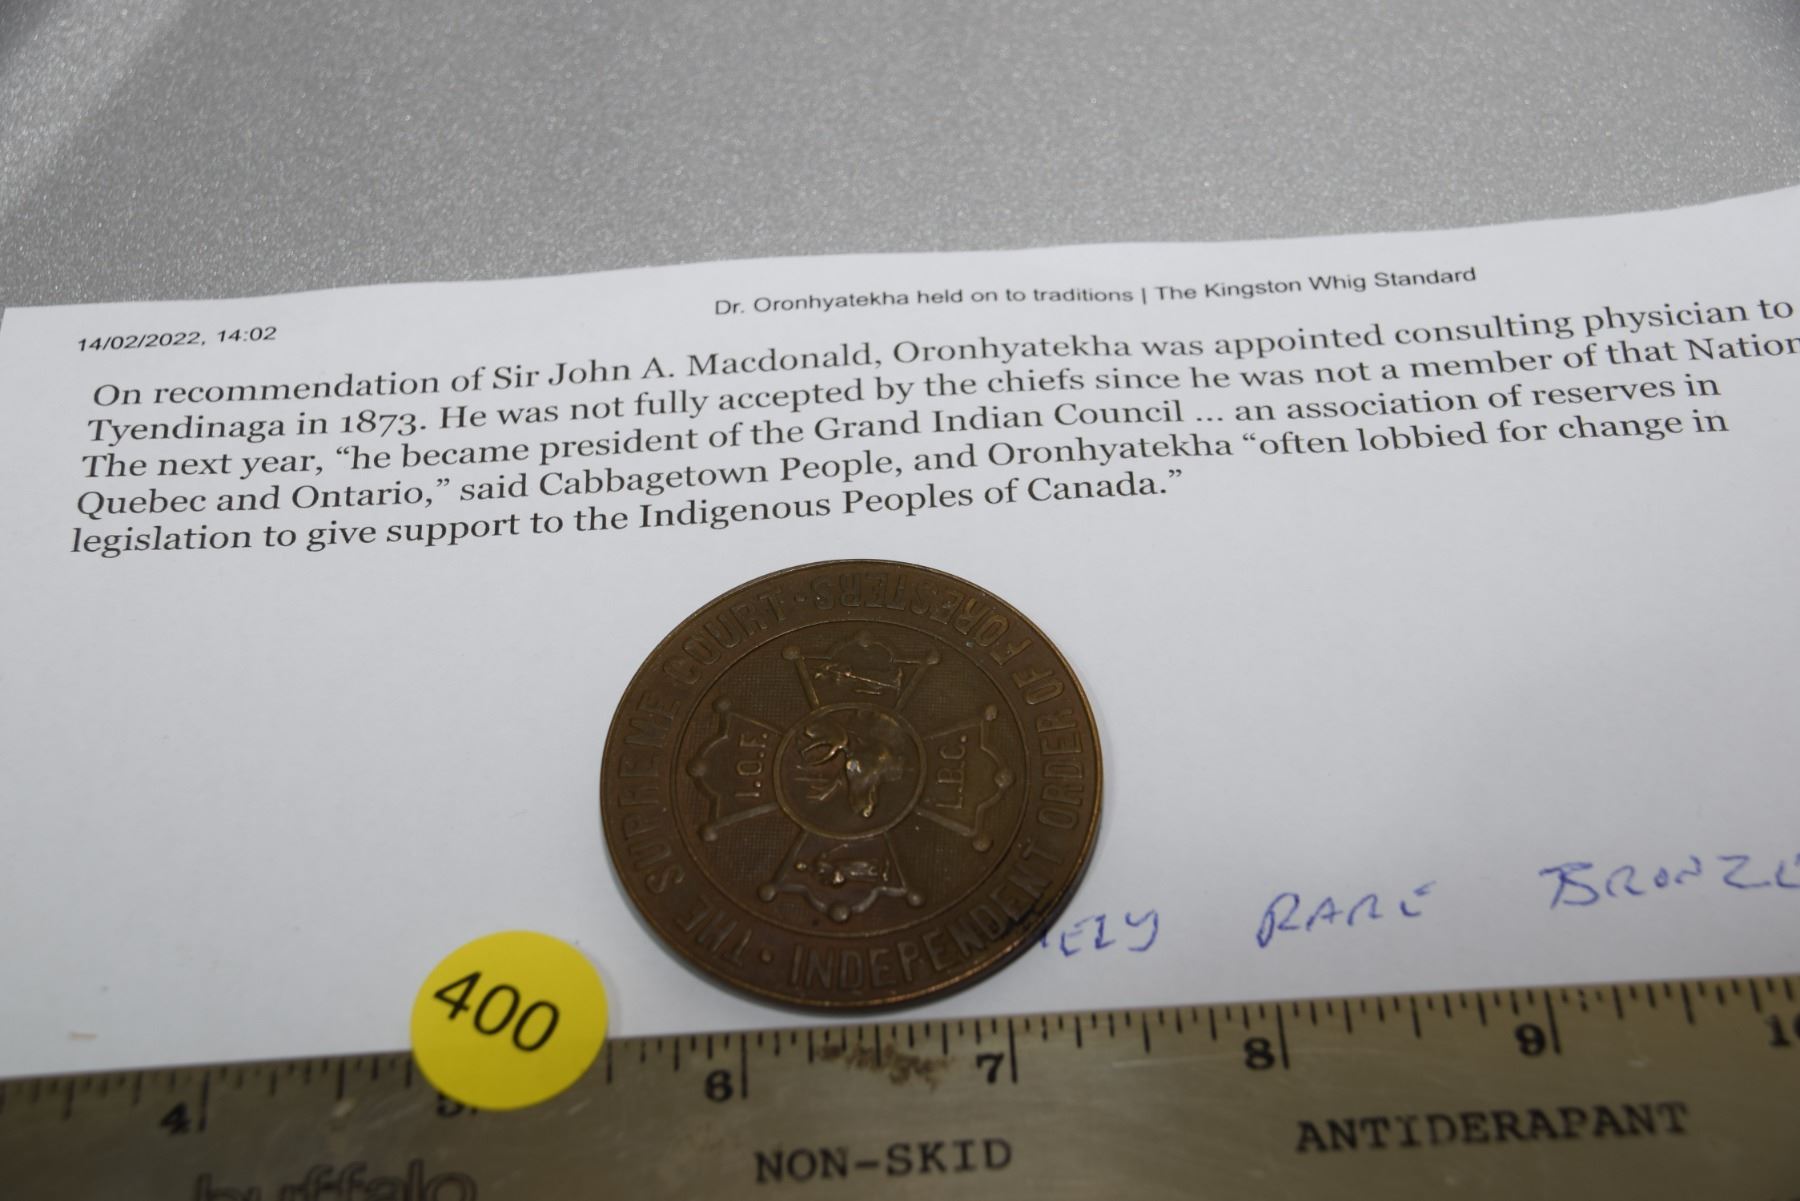 14/02/2022, 14:02
Dr. Oronhyatekha held on to traditions | The Kingston Whig Standard
On recommendation of Sir John A. Macdonald, Oronhyatekha was appointed consulting physician to
Tyendinaga in 1873. He was not fully accepted by the chiefs since he was not a member of that Nation
The next year, “he became president of the Grand Indian Council ... an association of reserves in
Quebec and Ontario,” said Cabbagetown People, and Oronhyatekha “often lobbied for change in
legislation to give support to the Indigenous Peoples of Canada.”
THE SUPREME COURT · INDEPENDENT ORDER OF FORESTERS ·
I.O.F.
L.B.C.
RARE BRONZE
400
4 5 6 7 8 9 10
buffalo
NON-SKID
ANTIDERAPANT